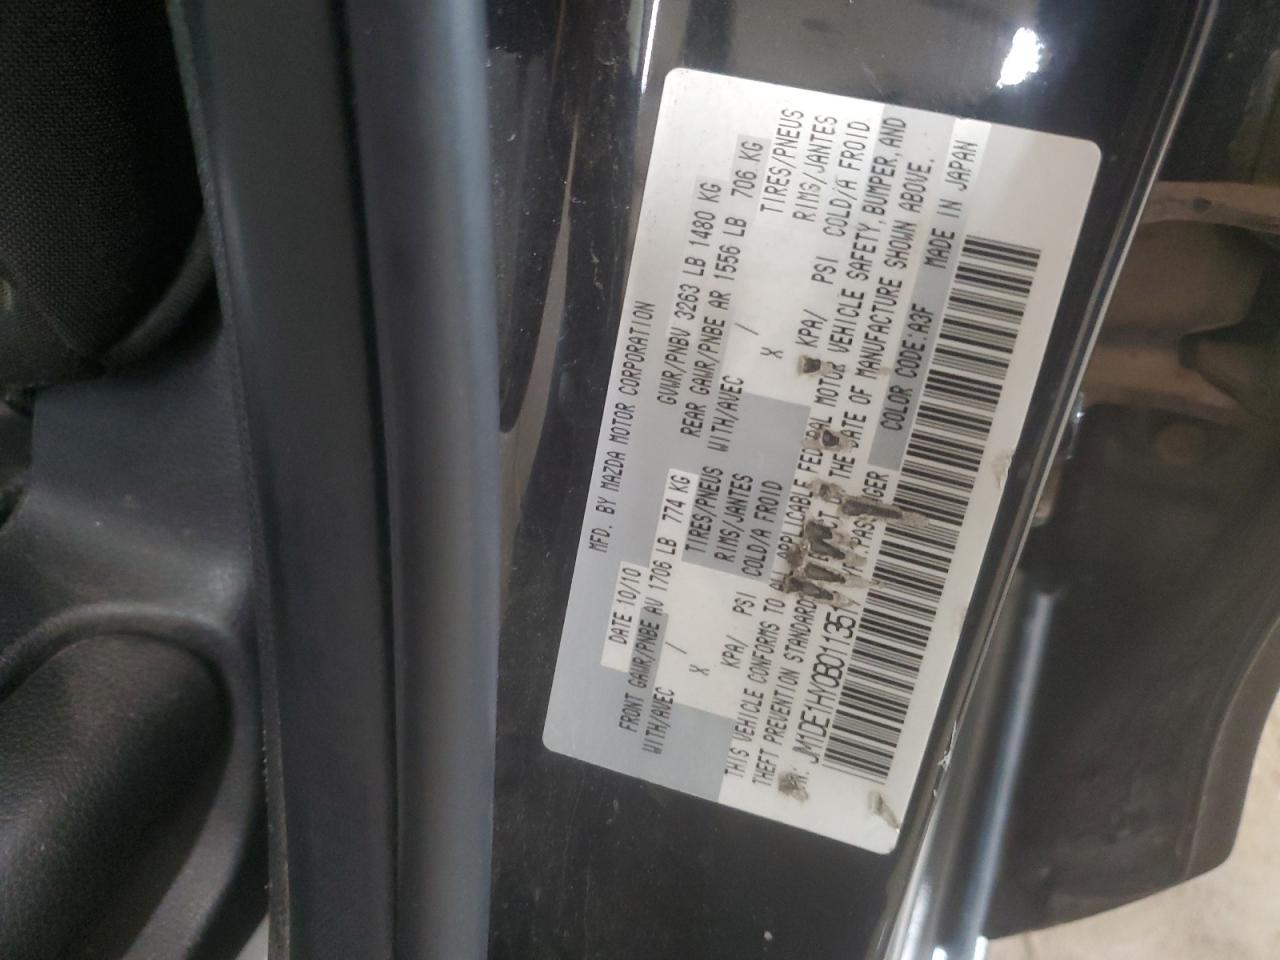 MFD. BY MAZDA MOTOR CORPORATION
DATE 10/10 GVWR/PNBV 3263 LB 1480 KG
FRONT GAWR/PNBE AV 1706 LB 774 KG REAR GAWR/PNBE AR 1556 LB 706 KG
WITH/AVEC / TIRES/PNEUS WITH/AVEC / TIRES/PNEUS
X RIMS/JANTES X RIMS/JANTES
KPA/ PSI COLD/A FROID KPA/ PSI COLD/A FROID
THIS VEHICLE CONFORMS TO ALL APPLICABLE FEDERAL MOTOR VEHICLE SAFETY, BUMPER, AND
THEFT PREVENTION STANDARDS THE DATE OF MANUFACTURE SHOWN ABOVE.
JM1DE1HY0B011351 COLOR CODE:A3F MADE IN JAPAN